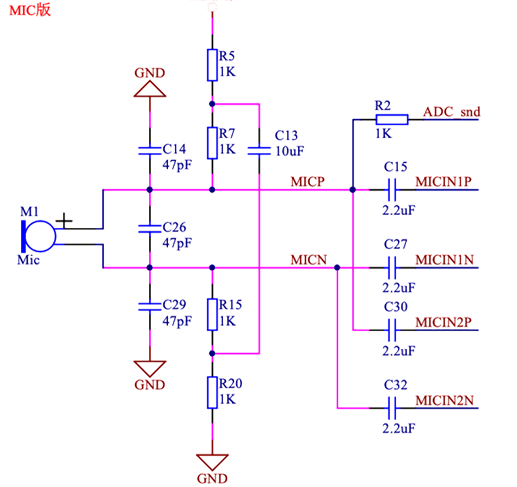 MIC版
R5
1K
GND
R2
ADC_snd
1K
C14
47pF
R7
1K
C13
10uF
C15
MICP
MICIN1P
2.2uF
M1
+
Mic
C26
47pF
C27
MICN
MICIN1N
2.2uF
C29
47pF
R15
1K
C30
MICIN2P
2.2uF
GND
R20
1K
C32
MICIN2N
2.2uF
GND